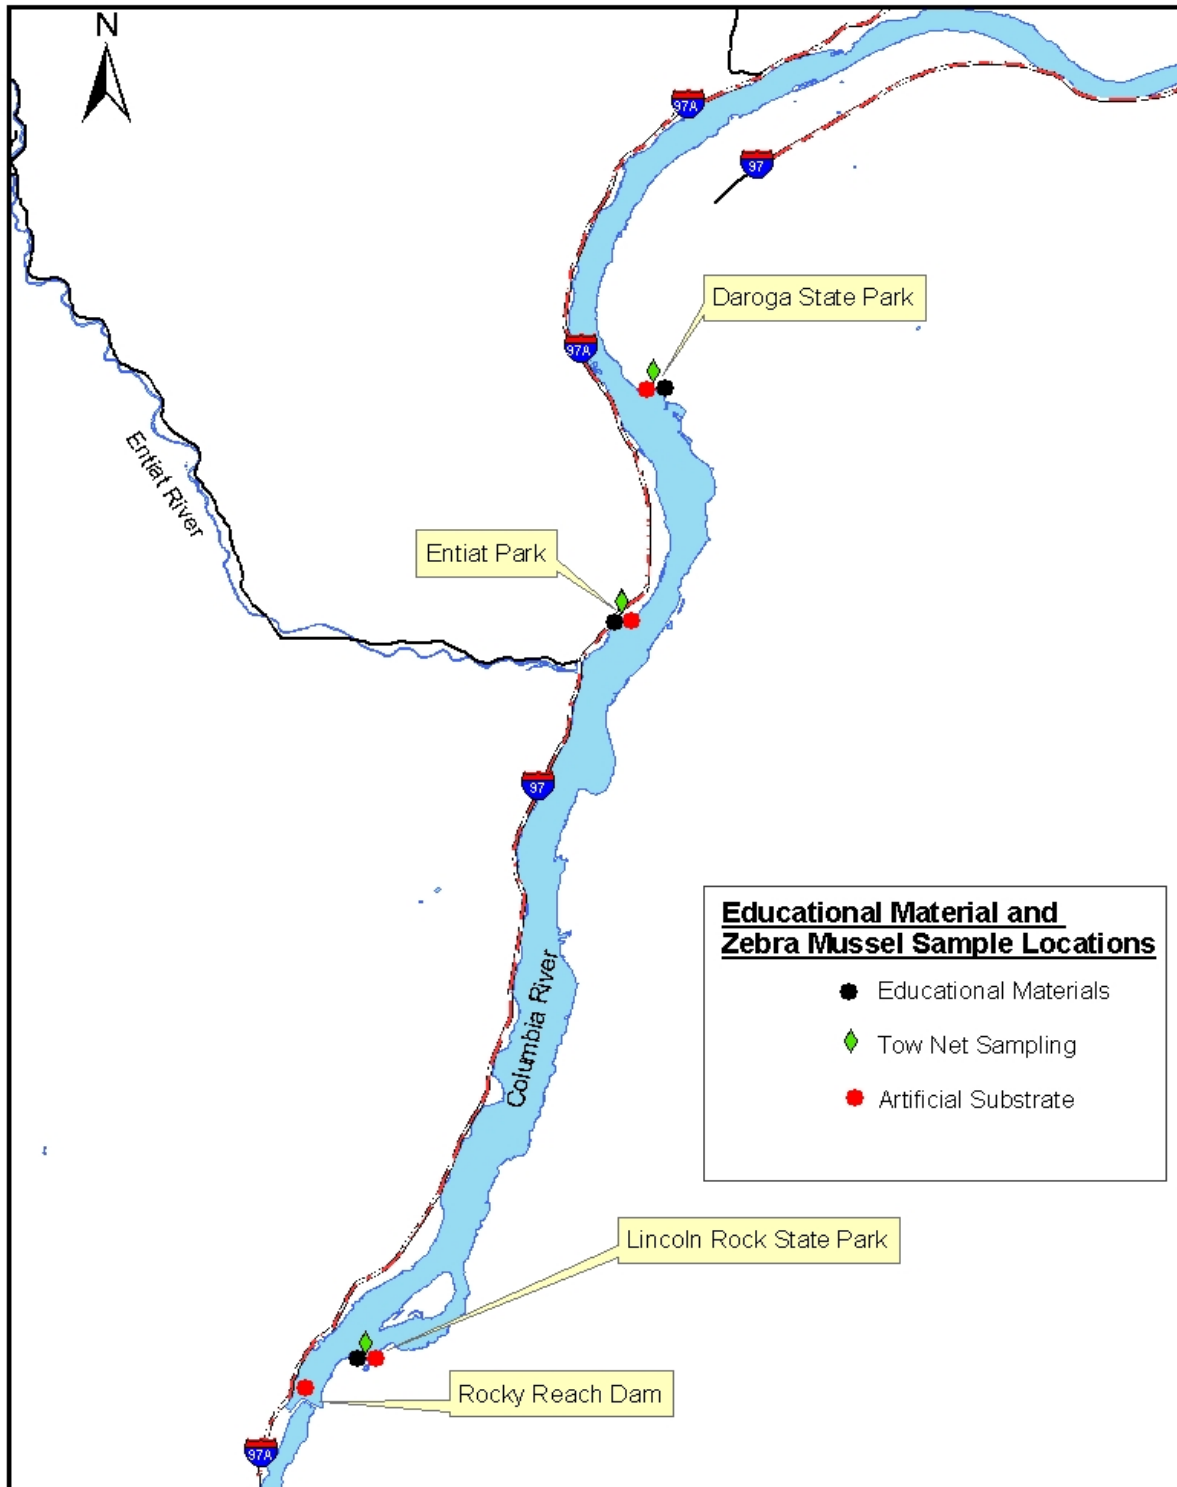 N
97A
97
Daroga State Park
97A
Entiat River
Entiat Park
97
Educational Material and
Zebra Mussel Sample Locations
Educational Materials
Tow Net Sampling
Artificial Substrate
Columbia River
Lincoln Rock State Park
Rocky Reach Dam
97A